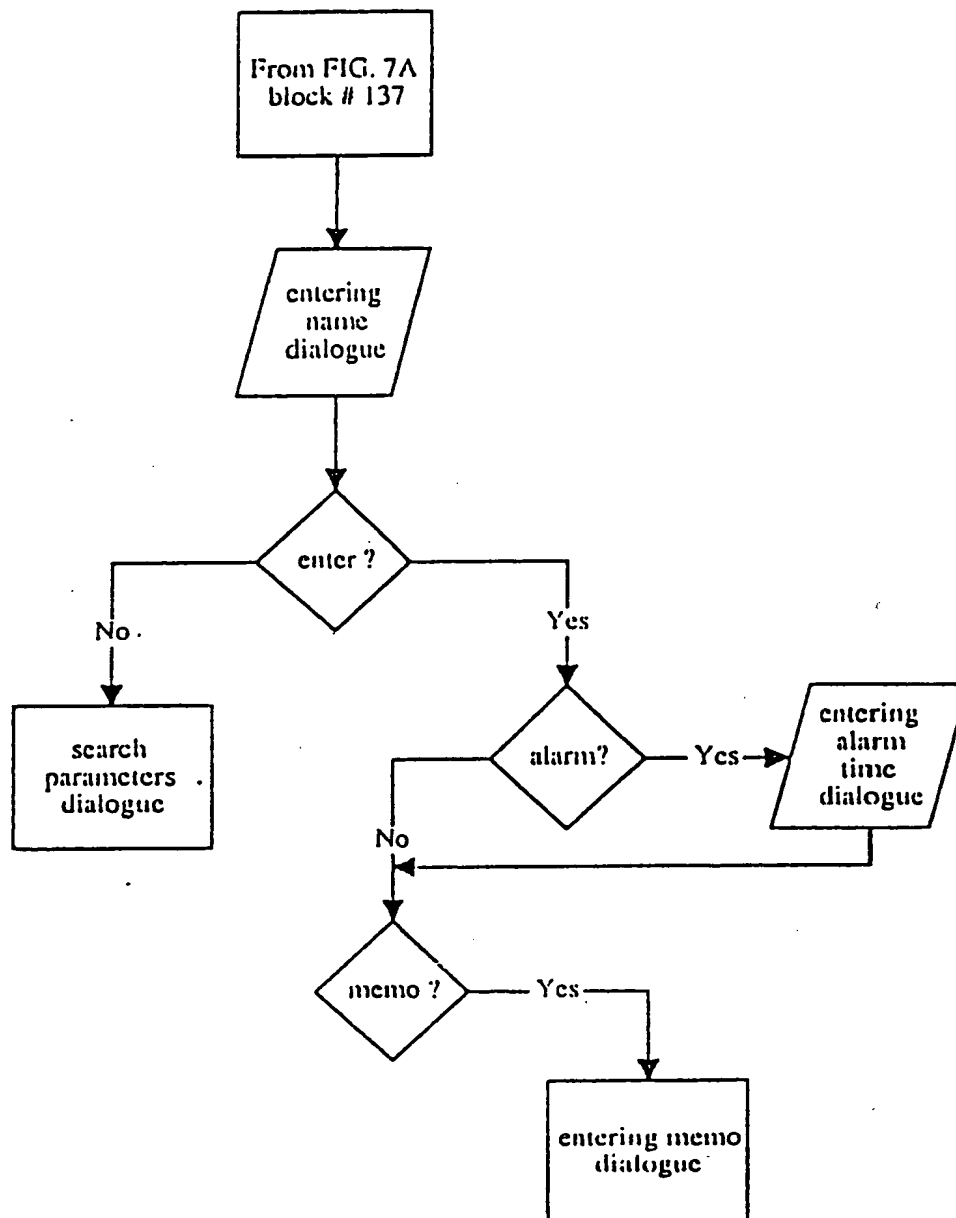 From FIG. 7A
block # 137
entering
name
dialogue
enter ?
No
Yes
search
parameters
dialogue
alarm?
Yes
entering
alarm
time
dialogue
No
memo ?
Yes
entering memo
dialogue